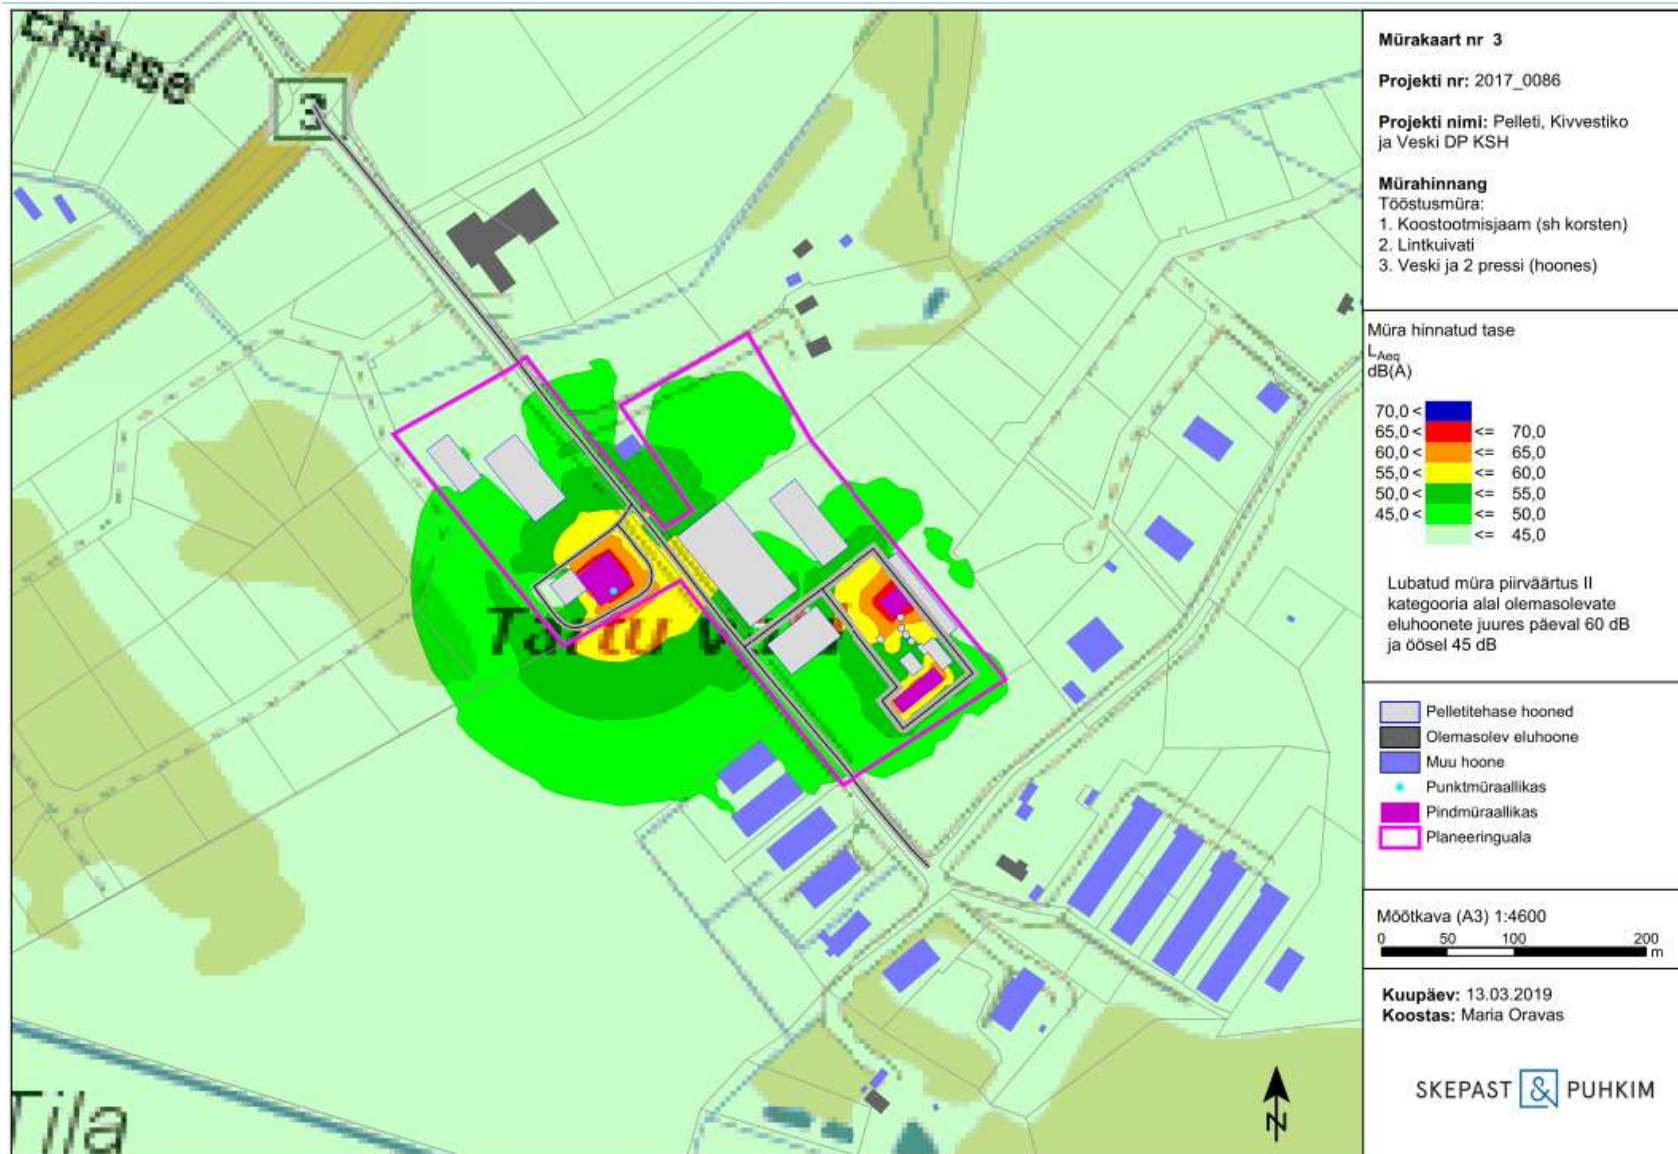 chituse
3
Tartu v
Tila
N
Mürakaart nr 3
Projekti nr: 2017_0086
Projekti nimi: Pelleti, Kivvestiko
ja Veski DP KSH
Mürahinnang
Tööstusmüra:
1. Koostootmisjaam (sh korsten)
2. Lintkuivati
3. Veski ja 2 pressi (hoones)
Müra hinnatud tase
LAeq
dB(A)
70,0 <
65,0 < <= 70,0
60,0 < <= 65,0
55,0 < <= 60,0
50,0 < <= 55,0
45,0 < <= 50,0
<= 45,0
Lubatud müra piirväärtus II
kategooria alal olemasolevate
eluhoonete juures päeval 60 dB
ja öösel 45 dB
Pelletitehase hooned
Olemasolev eluhoone
Muu hoone
Punktmüraallikas
Pindmüraallikas
Planeeringuala
Mõõtkava (A3) 1:4600
0 50 100 200
m
Kuupäev: 13.03.2019
Koostas: Maria Oravas
SKEPAST & PUHKIM